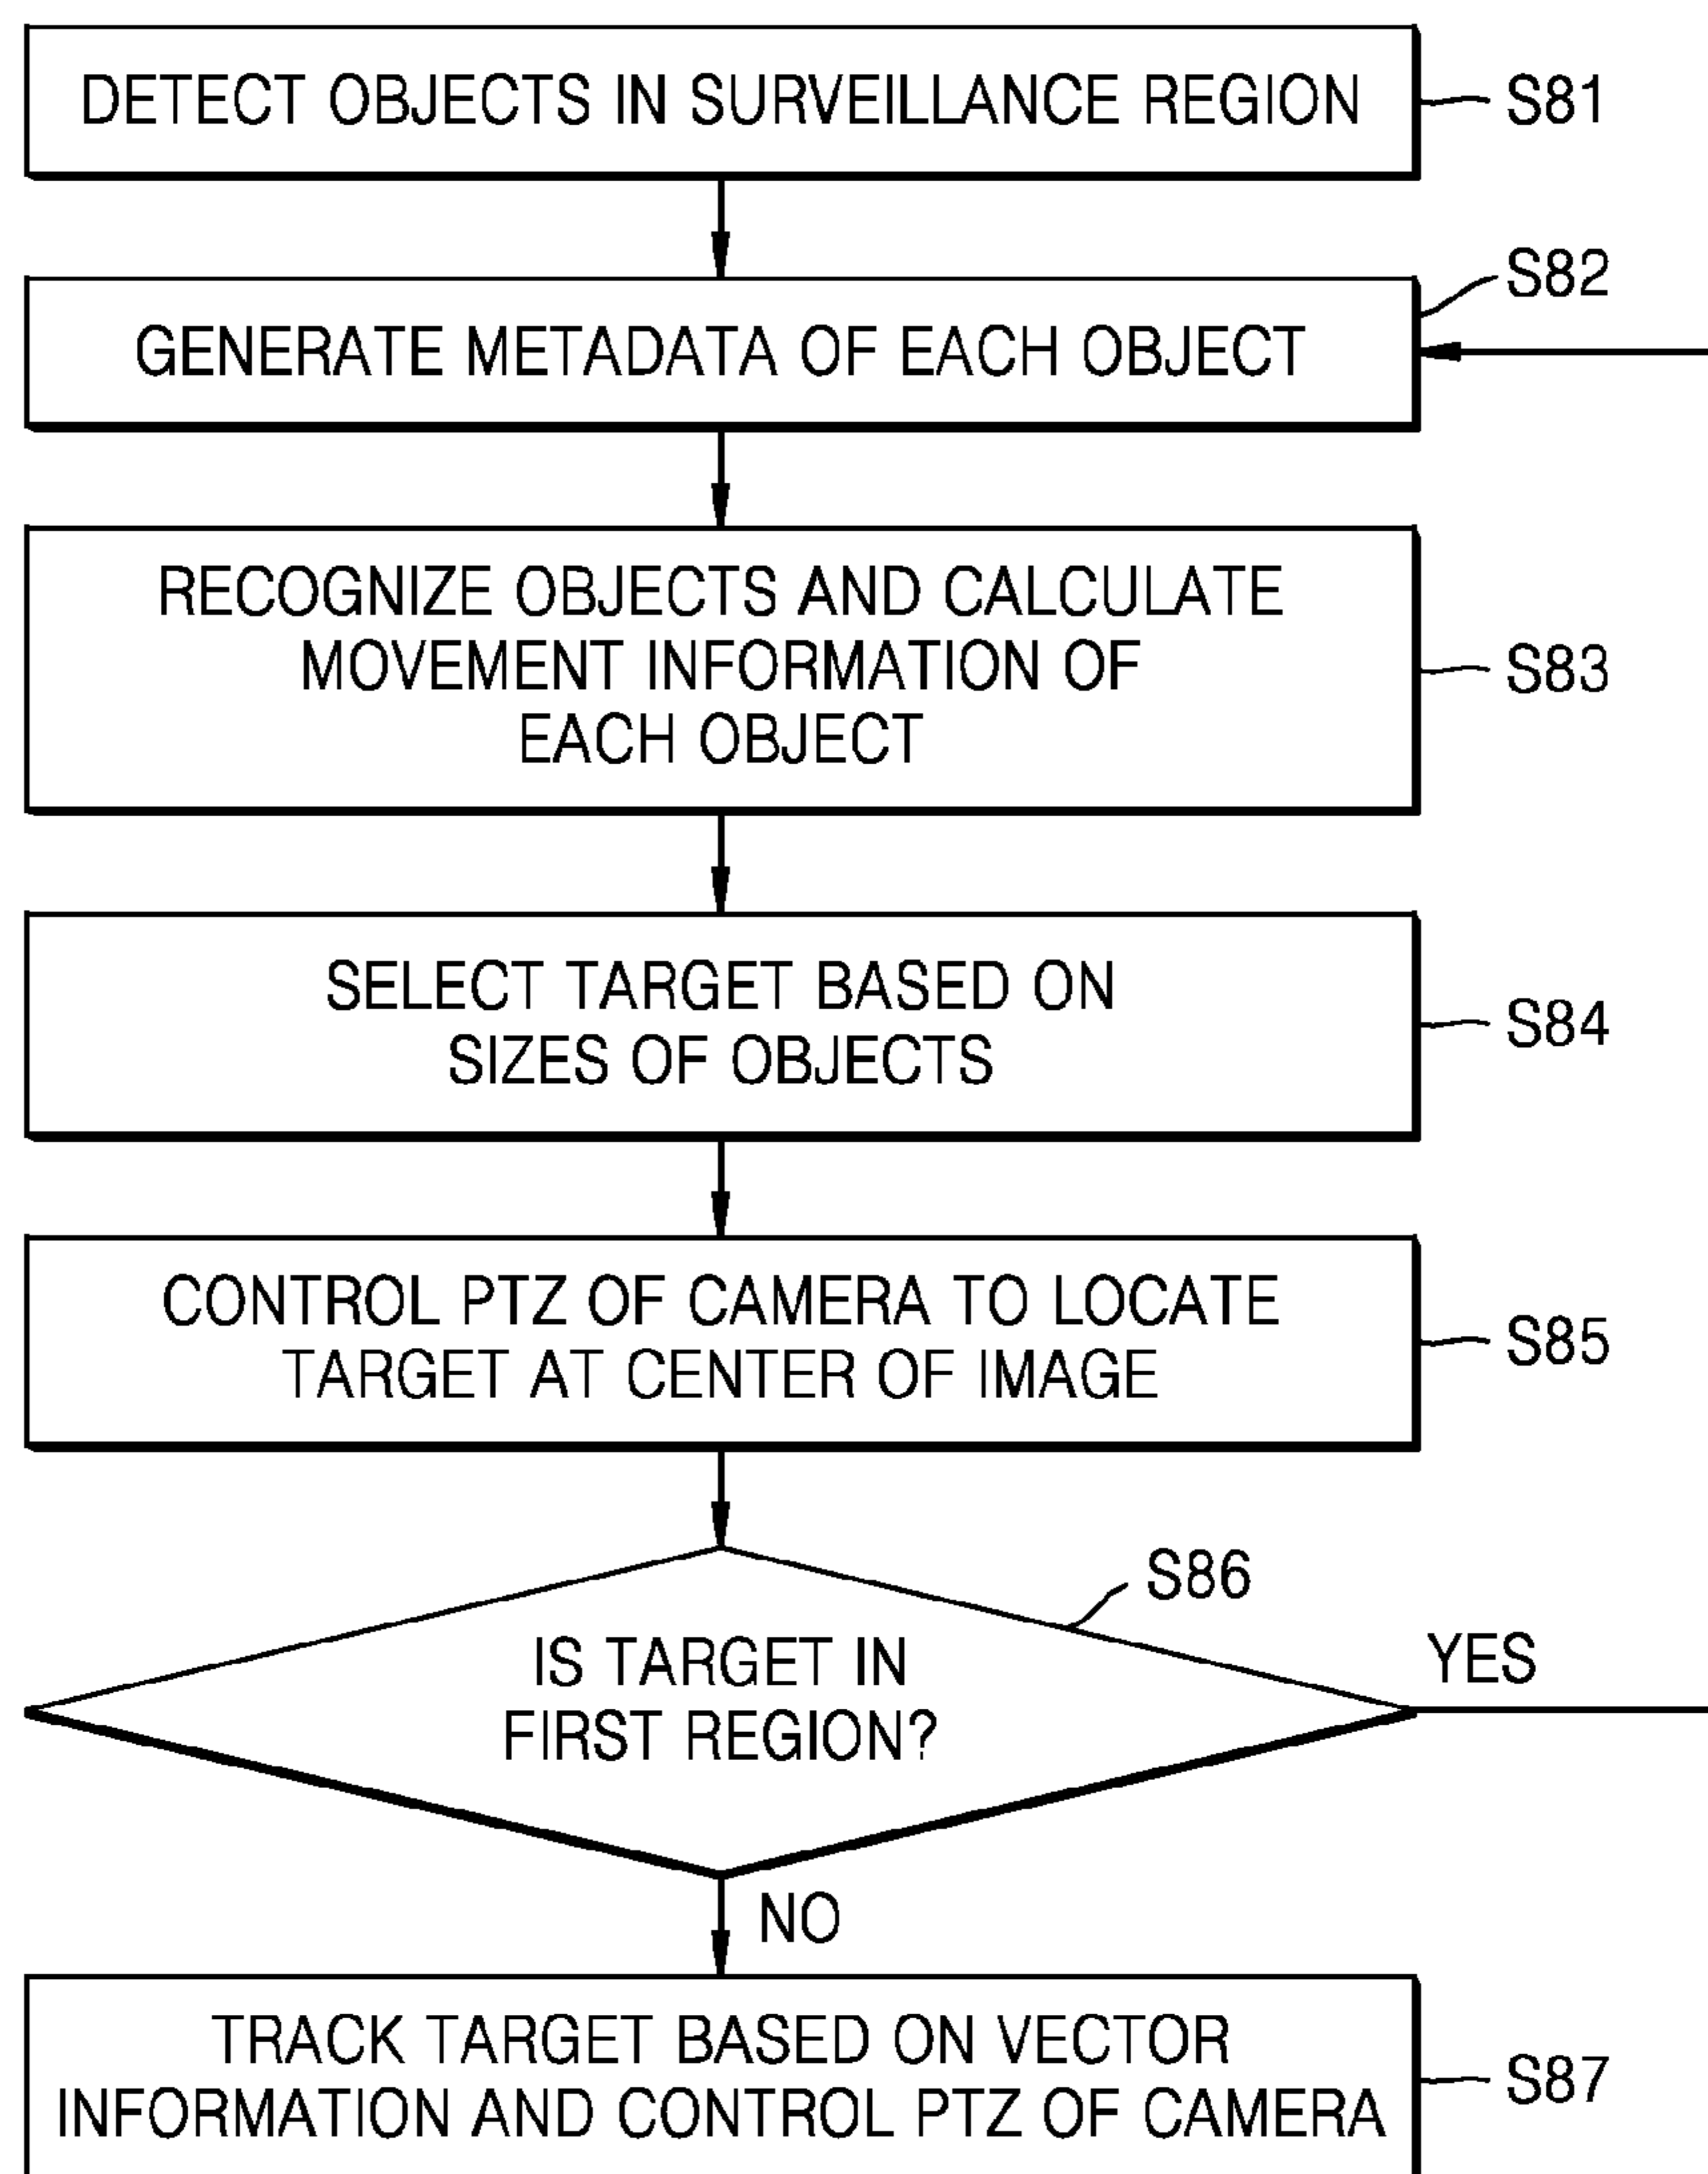 DETECT OBJECTS IN SURVEILLANCE REGION
S81
S82
GENERATE METADATA OF EACH OBJECT
RECOGNIZE OBJECTS AND CALCULATE
MOVEMENT INFORMATION OF
EACH OBJECT
S83
SELECT TARGET BASED ON
SIZES OF OBJECTS
S84
CONTROL PTZ OF CAMERA TO LOCATE
TARGET AT CENTER OF IMAGE
S85
S86
IS TARGET IN
FIRST REGION?
YES
NO
TRACK TARGET BASED ON VECTOR
INFORMATION AND CONTROL PTZ OF CAMERA
S87